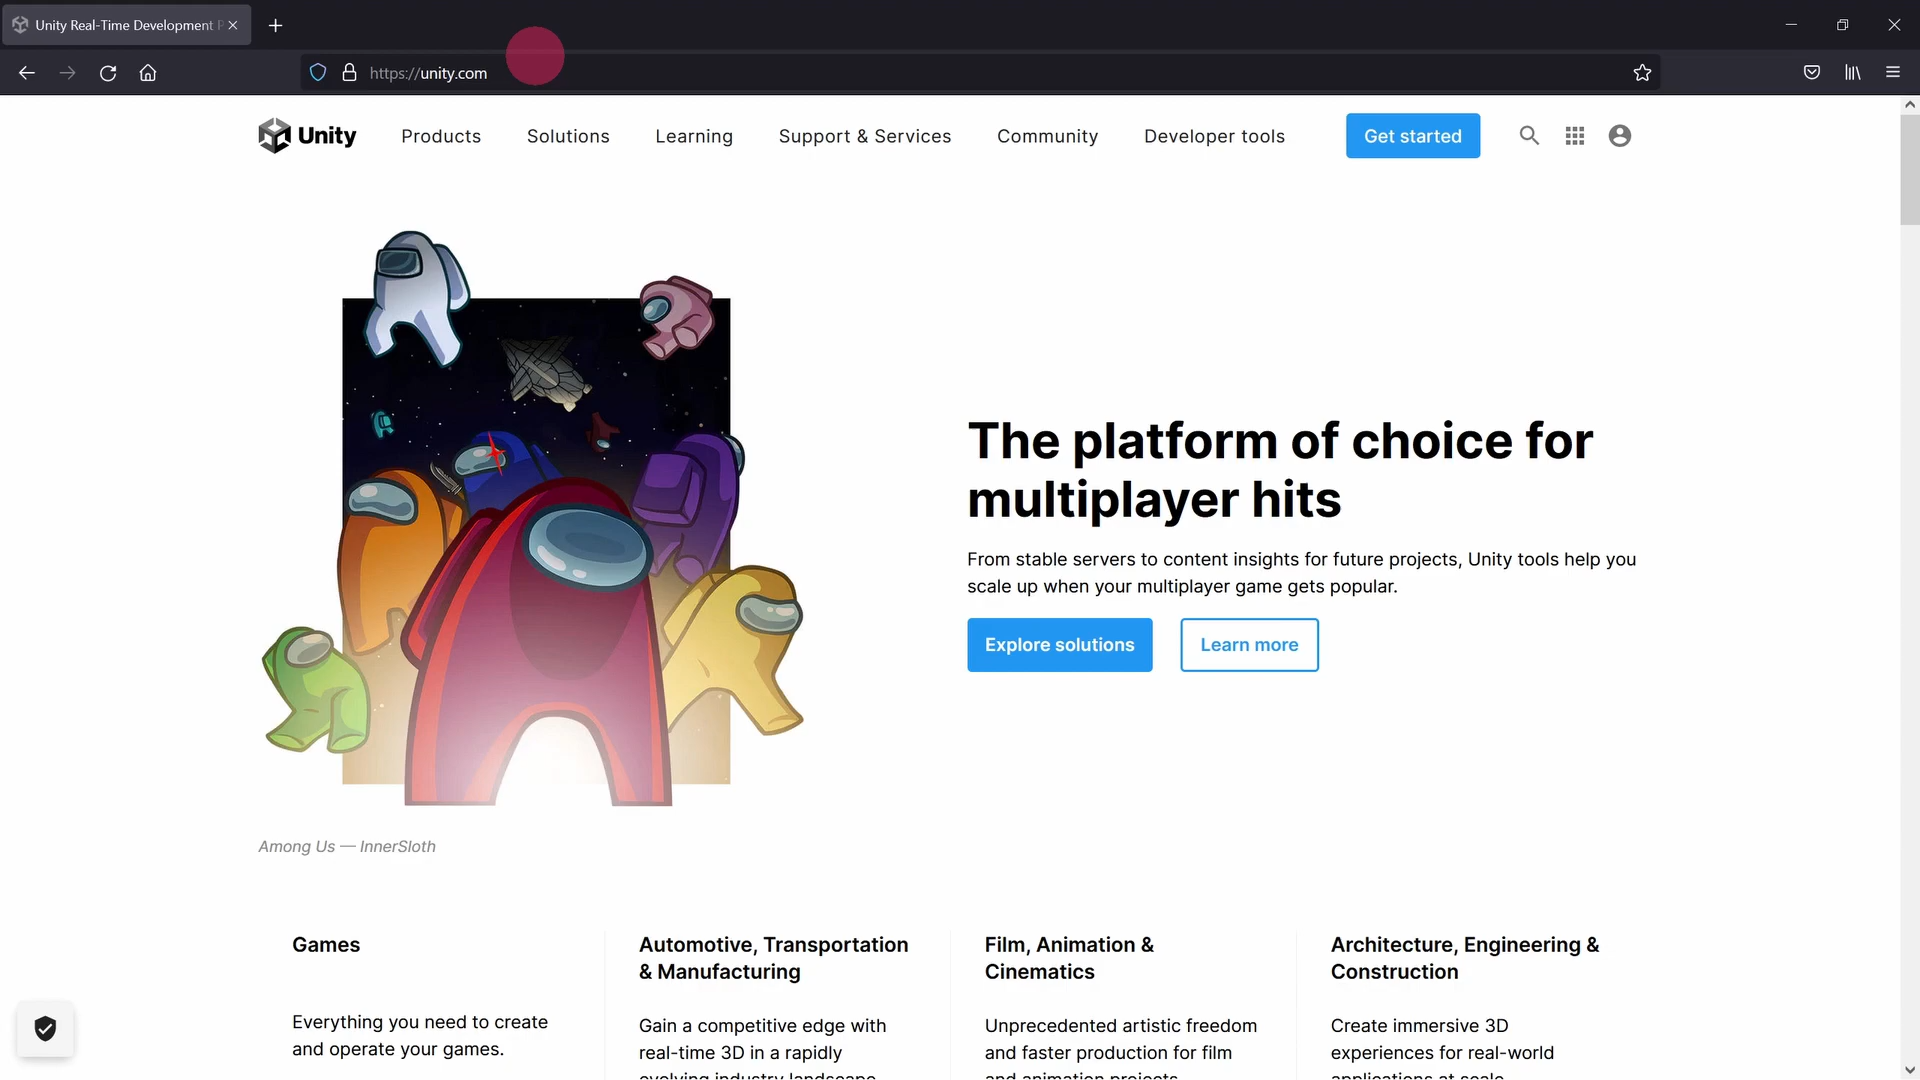 Unity Real-Time Development P
https://unity.com
Unity
Products
Solutions
Learning
Support & Services
Community
Developer tools
Get started
The platform of choice for
multiplayer hits
From stable servers to content insights for future projects, Unity tools help you
scale up when your multiplayer game gets popular.
Explore solutions
Learn more
Among Us — InnerSloth
Games
Everything you need to create
and operate your games.
Automotive, Transportation
& Manufacturing
Gain a competitive edge with
real-time 3D in a rapidly
evolving industry landscape
Film, Animation &
Cinematics
Unprecedented artistic freedom
and faster production for film
and animation projects
Architecture, Engineering &
Construction
Create immersive 3D
experiences for real-world
applications at scale